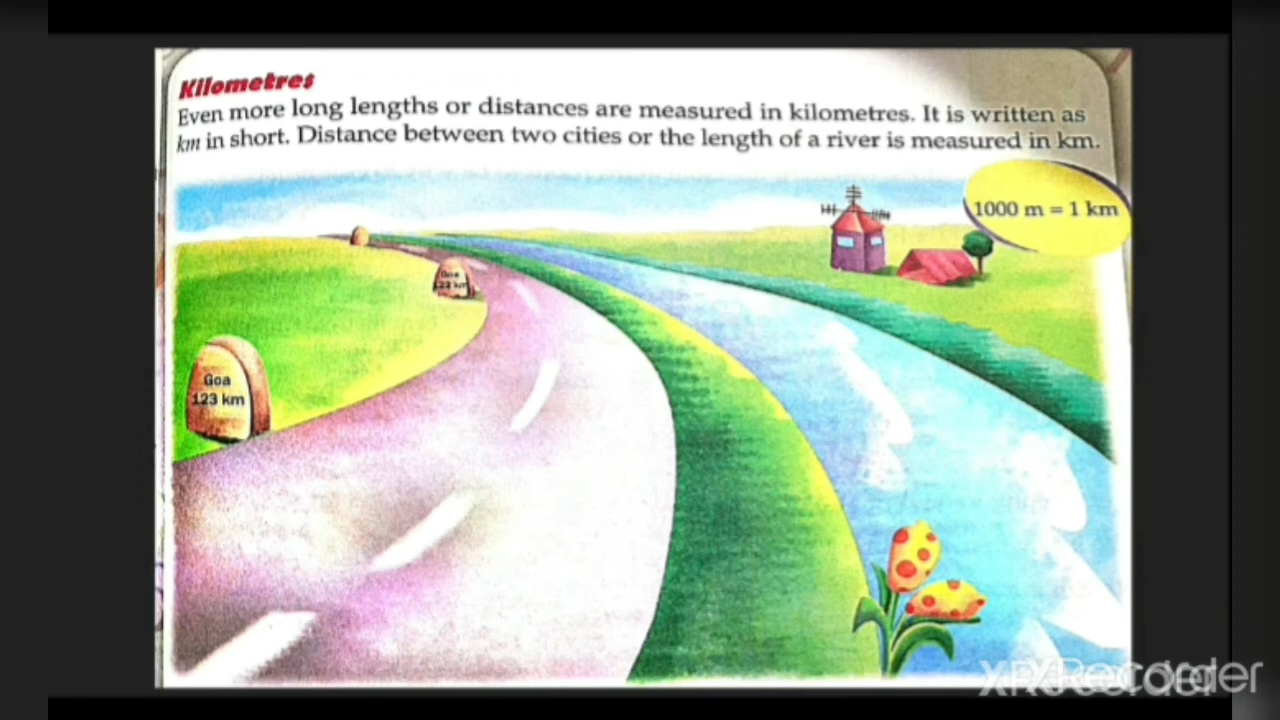 Kilometres
Even more long lengths or distances are measured in kilometres. It is written as
km in short. Distance between two cities or the length of a river is measured in km.
1000 m = 1 km
Goa
Goa
123 km